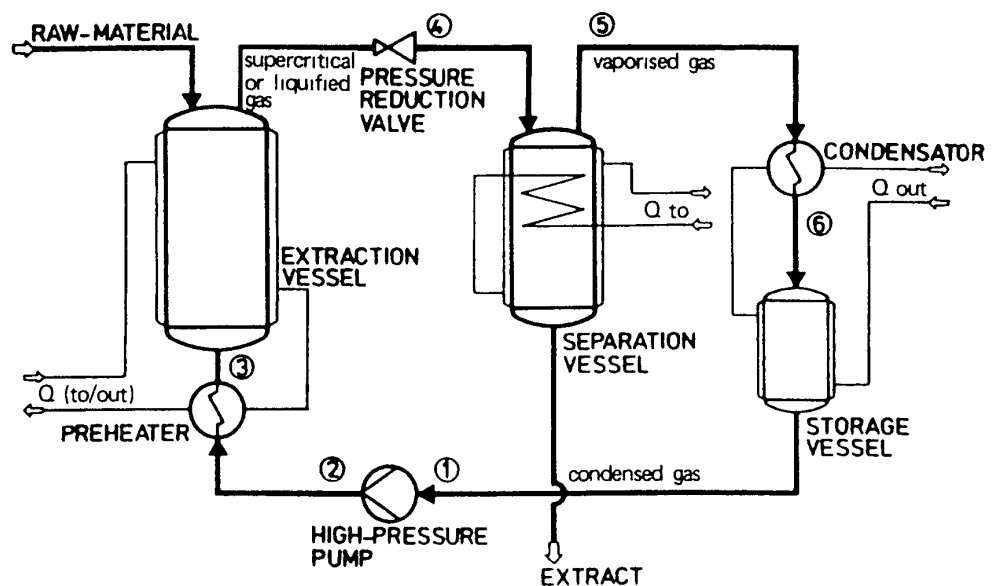 RAW-MATERIAL
④
⑤
supercritical
or liquified
gas
PRESSURE
REDUCTION
VALVE
vaporised gas
CONDENSATOR
Q out
Q to
⑥
EXTRACTION
VESSEL
SEPARATION
VESSEL
③
Q (to/out)
PREHEATER
STORAGE
VESSEL
②
①
condensed gas
HIGH-PRESSURE
PUMP
EXTRACT